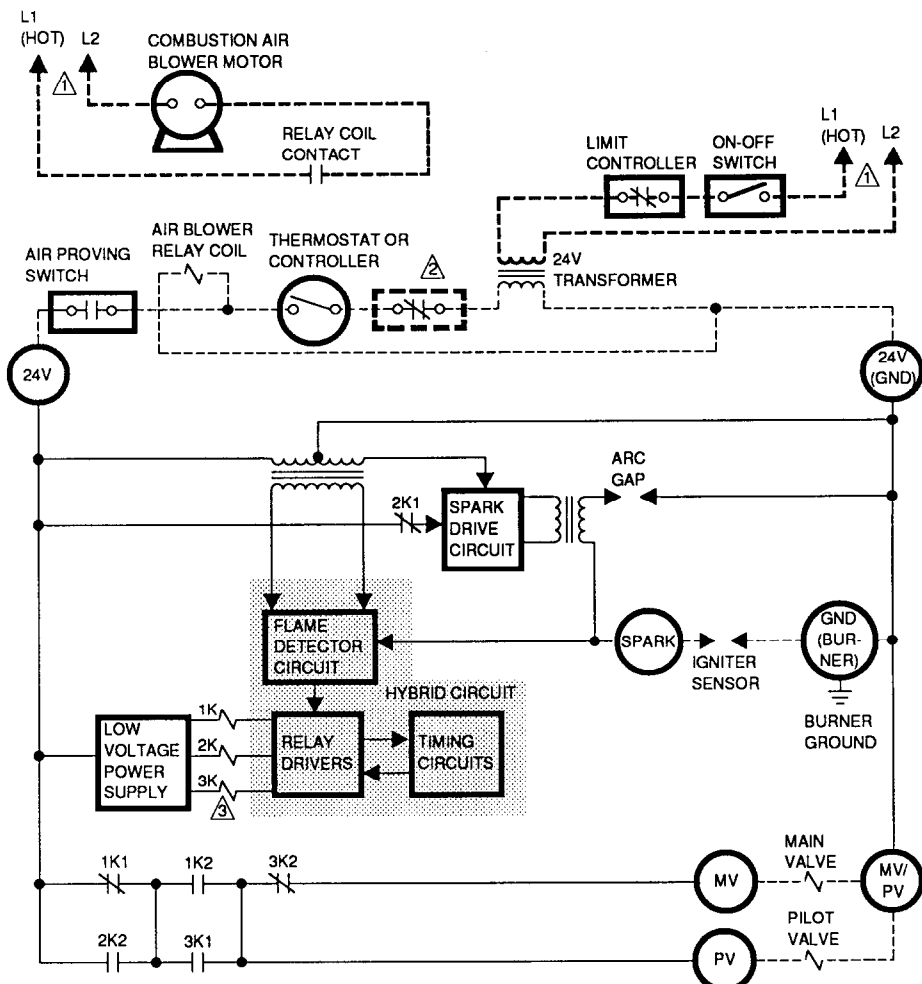 L1
(HOT)
L2
COMBUSTION AIR
BLOWER MOTOR
1
RELAY COIL
CONTACT
LIMIT
CONTROLLER
ON-OFF
SWITCH
L1
(HOT)
L2
1
AIR PROVING
SWITCH
AIR BLOWER
RELAY COIL
THERMOSTAT OR
CONTROLLER
2
24V
TRANSFORMER
24V
24V
(GND)
2K1
SPARK
DRIVE
CIRCUIT
ARC
GAP
FLAME
DETECTOR
CIRCUIT
SPARK
IGNITER
SENSOR
GND
(BUR-
NER)
BURNER
GROUND
HYBRID CIRCUIT
LOW
VOLTAGE
POWER
SUPPLY
1K
2K
3K
3
RELAY
DRIVERS
TIMING
CIRCUITS
1K1
1K2
3K2
MV
MAIN
VALVE
MV/
PV
2K2
3K1
PV
PILOT
VALVE